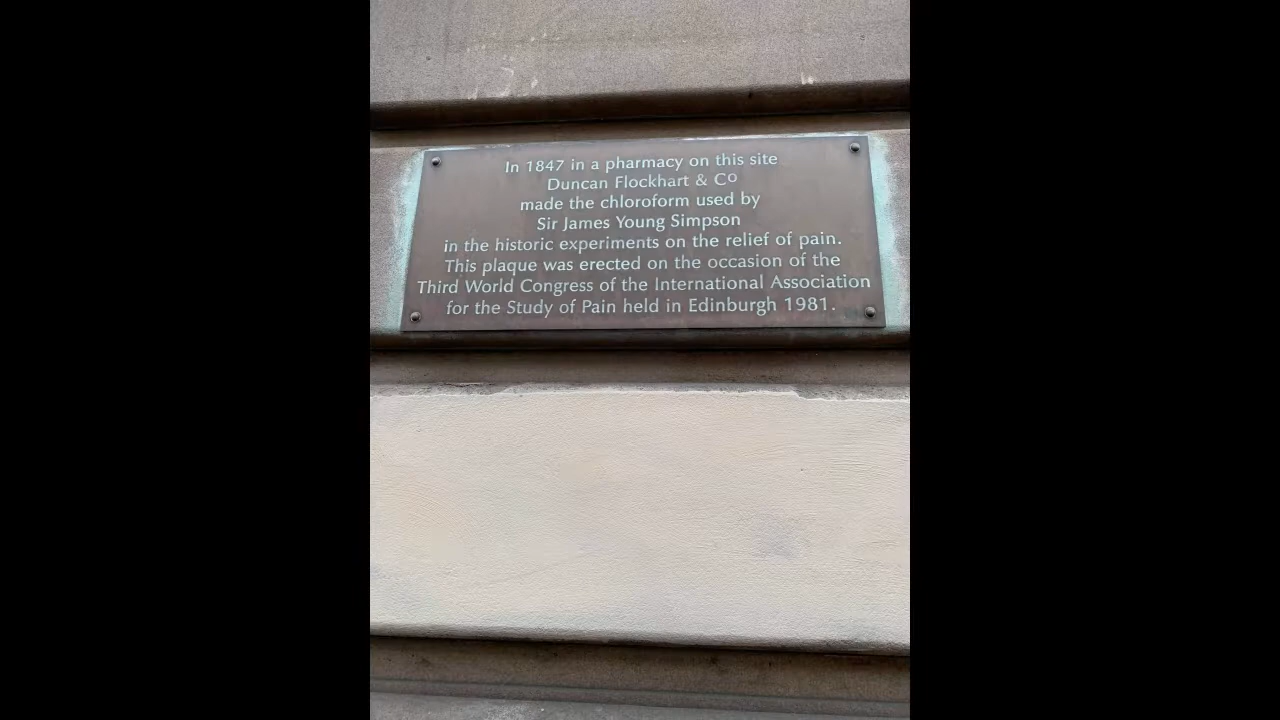 In 1847 in a pharmacy on this site
Duncan Flockhart & Co
made the chloroform used by
Sir James Young Simpson
in the historic experiments on the relief of pain.
This plaque was erected on the occasion of the
Third World Congress of the International Association
for the Study of Pain held in Edinburgh 1981.